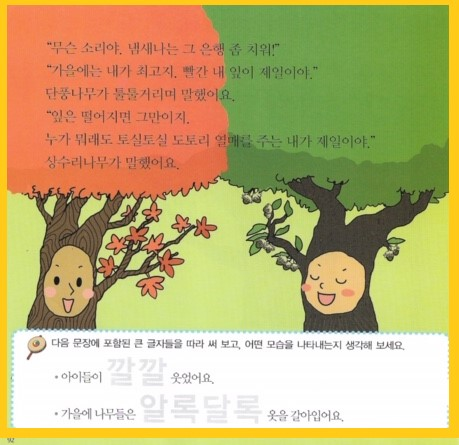 “무슨 소리야. 냄새나는 그 은행 좀 치워!”
“가을에는 내가 최고지. 빨간 내 잎이 제일이야.”
단풍나무가 툴툴거리며 말했어요.
“잎은 떨어지면 그만이지.
누가 뭐래도 토실토실 도토리 열매를 주는 내가 제일이야.”
상수리나무가 말했어요.
다음 문장에 포함된 큰 글자들을 따라 써 보고, 어떤 모습을 나타내는지 생각해 보세요.
• 아이들이 깔깔 웃었어요.
• 가을에 나무들은 알록달록 옷을 갈아입어요.
92